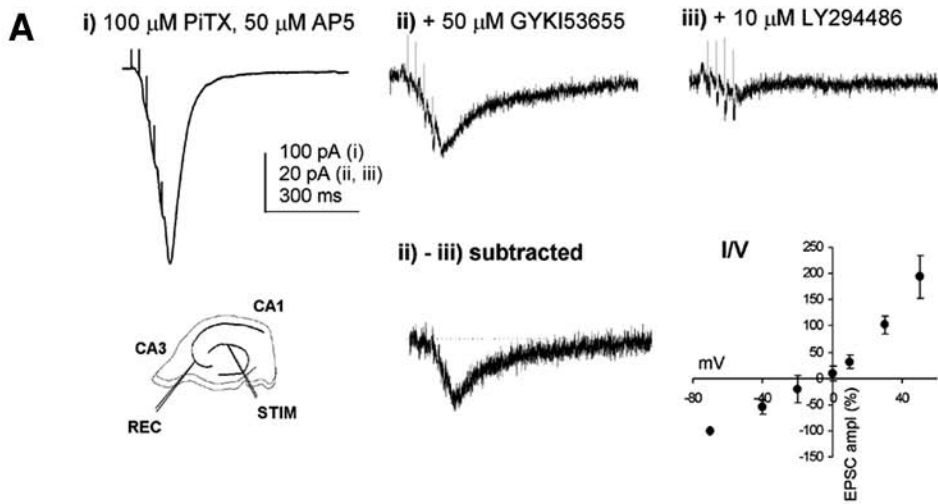 A
i) 100 µM PiTX, 50 µM AP5
ii) + 50 µM GYKI53655
iii) + 10 µM LY294486
100 pA (i)
20 pA (ii, iii)
300 ms
ii) - iii) subtracted
I/V
CA1
CA3
REC
STIM
mV
EPSC ampl (%)
250
200
150
100
50
0
-50
-100
-150
-80
-40
0
40